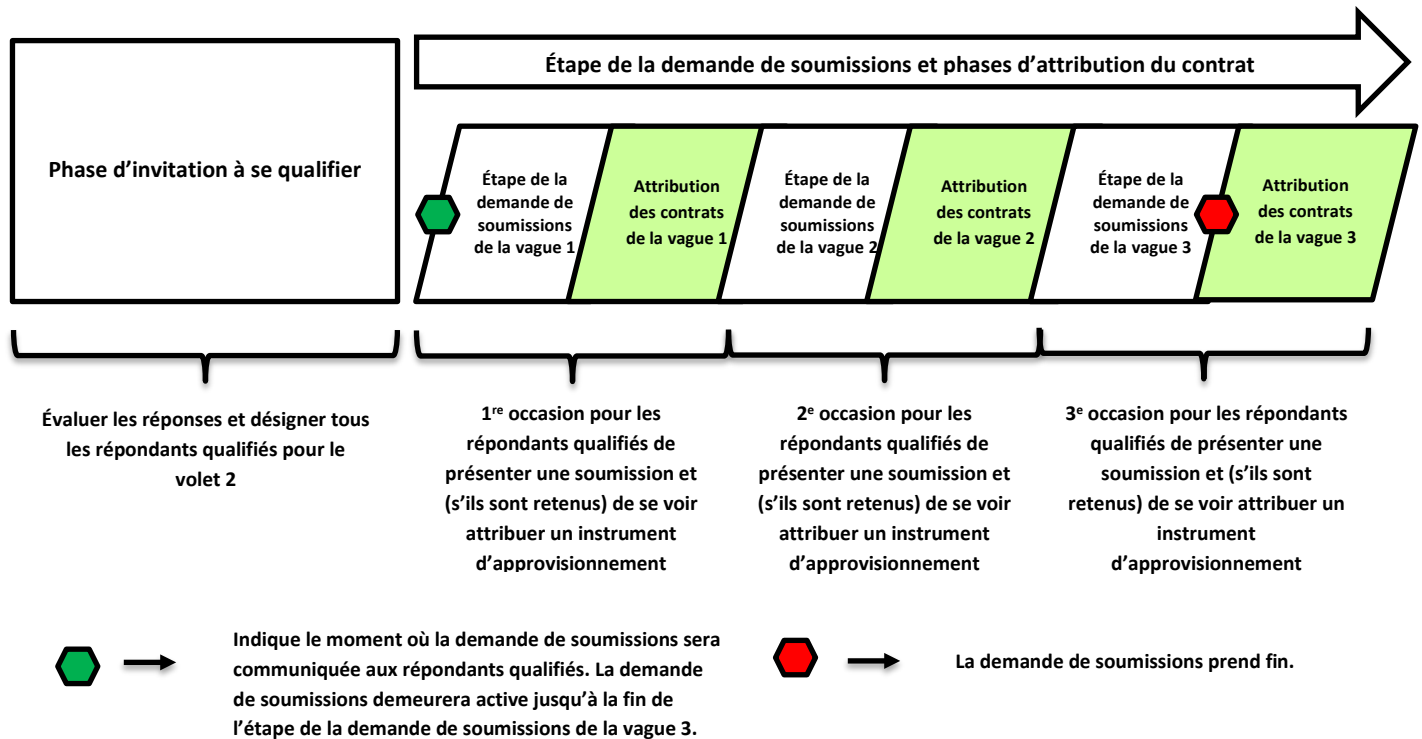 Étape de la demande de soumissions et phases d’attribution du contrat
Phase d’invitation à se qualifier
Étape de la
demande de
soumissions
de la vague 1
Attribution
des contrats
de la vague 1
Étape de la
demande de
soumissions
de la vague 2
Attribution
des contrats
de la vague 2
Étape de la
demande de
soumissions
de la vague 3
Attribution
des contrats
de la vague 3
Évaluer les réponses et désigner tous
les répondants qualifiés pour le
volet 2
1re occasion pour les
répondants qualifiés de
présenter une soumission et
(s’ils sont retenus) de se voir
attribuer un instrument
d’approvisionnement
2e occasion pour les
répondants qualifiés de
présenter une soumission et
(s’ils sont retenus) de se voir
attribuer un instrument
d’approvisionnement
3e occasion pour les répondants
qualifiés de présenter une
soumission et (s’ils sont
retenus) de se voir attribuer un
instrument
d’approvisionnement
Indique le moment où la demande de soumissions sera
communiquée aux répondants qualifiés. La demande
de soumissions demeurera active jusqu’à la fin de
l’étape de la demande de soumissions de la vague 3.
La demande de soumissions prend fin.